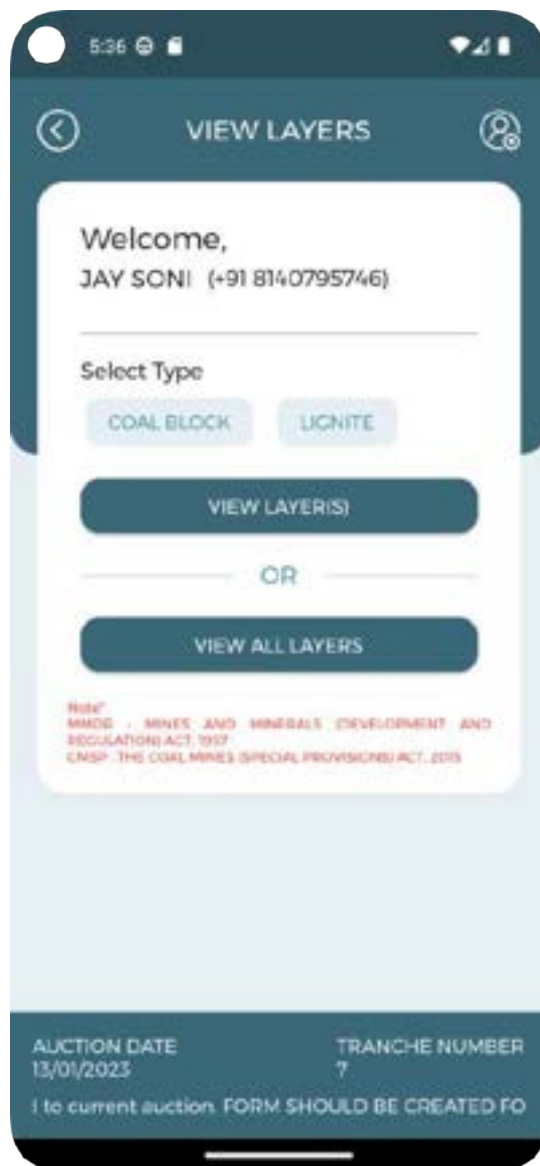 5:36
VIEW LAYERS
Welcome,
JAY SONI (+91 8140795746)
Select Type
COAL BLOCK LIGNITE
VIEW LAYER(S)
OR
VIEW ALL LAYERS
Note*
MMDR - MINES AND MINERALS (DEVELOPMENT AND
REGULATION) ACT, 1957
CMSP THE COAL MINES (SPECIAL PROVISIONS) ACT, 2015
AUCTION DATE TRANCHE NUMBER
13/01/2023 7
l to current auction FORM SHOULD BE CREATED FO